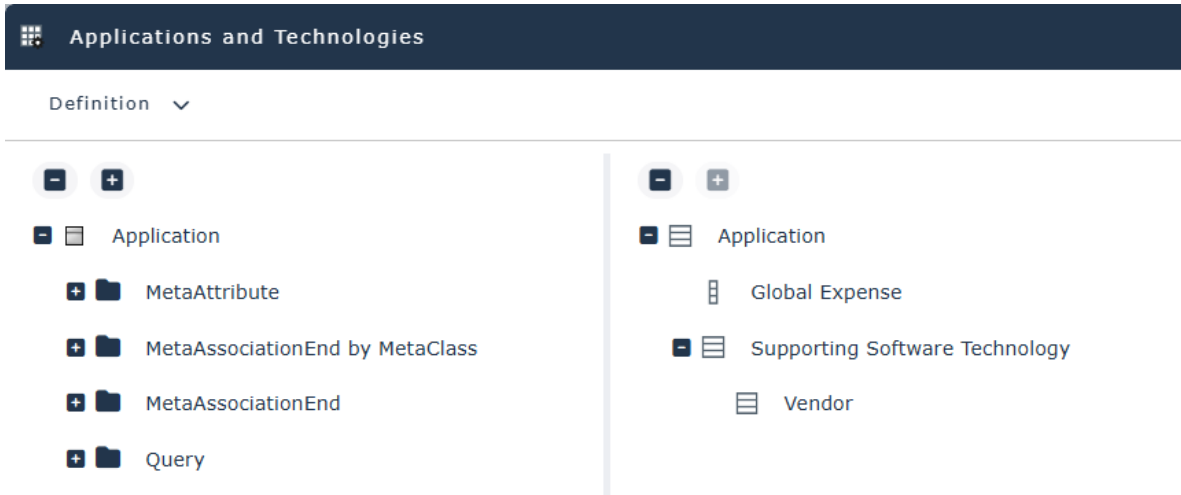 Applications and Technologies
Definition
Application
MetaAttribute
MetaAssociationEnd by MetaClass
MetaAssociationEnd
Query
Application
Global Expense
Supporting Software Technology
Vendor